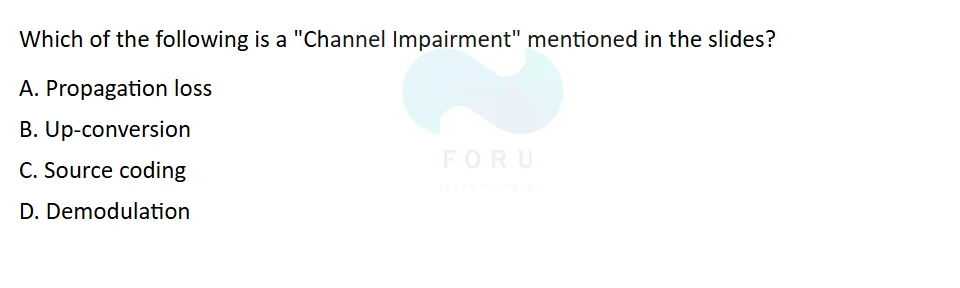 Which of the following is a "Channel Impairment" mentioned in the slides?
A. Propagation loss
B. Up-conversion
FORU
C. Source coding
D. Demodulation